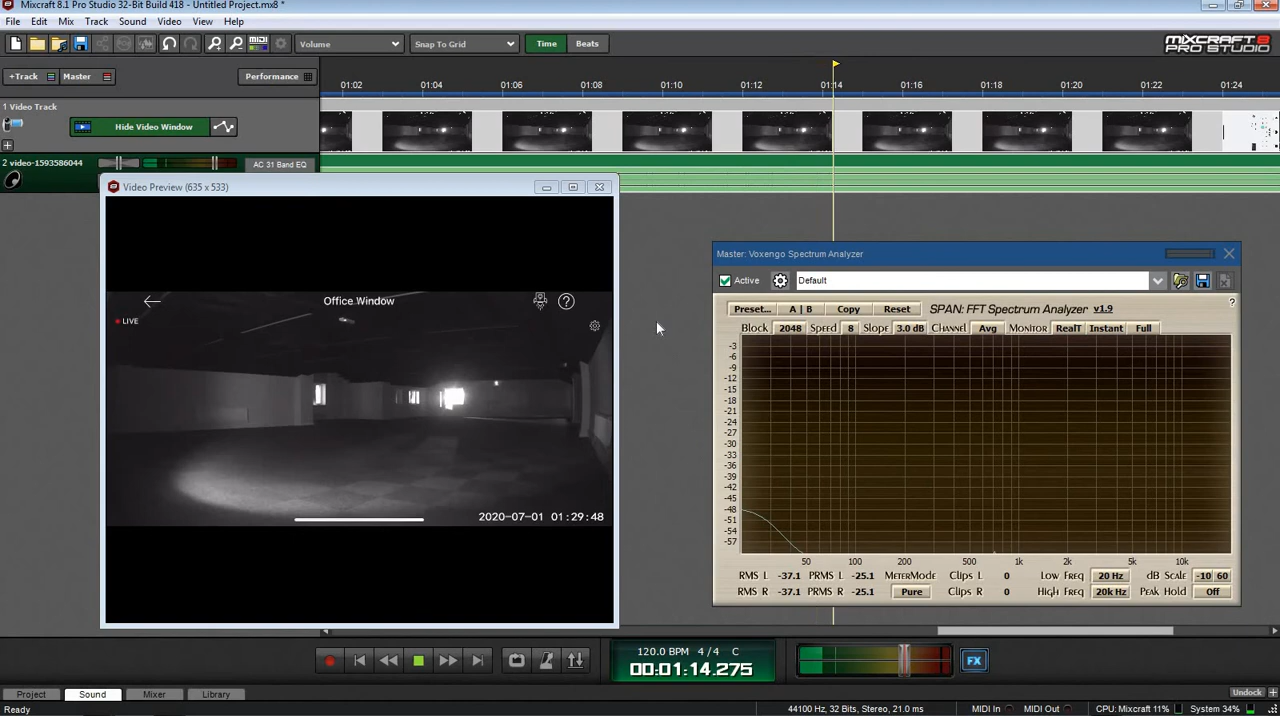 Mixcraft 8.1 Pro Studio 32-Bit Build 418 - Untitled Project.mx8 *
File Edit Mix Track Sound Video View Help
Volume Snap To Grid Time Beats MIXCRAFT 8 PRO STUDIO
+Track Master Performance 01:02 01:04 01:06 01:08 01:10 01:12 01:14 01:16 01:18 01:20 01:22 01:24
1 Video Track
Hide Video Window
2 video-1593586044 AC 31 Band EQ
Video Preview (635 x 533)
Office Window
LIVE
2020-07-01 01:29:48
Master: Voxengo Spectrum Analyzer
Active Default
Preset... A | B Copy Reset SPAN: FFT Spectrum Analyzer v1.9 ?
Block 2048 Speed 8 Slope 3.0 dB Channel Avg Monitor RealT Instant Full
-3
-6
-9
-12
-15
-18
-21
-24
-27
-30
-33
-36
-39
-42
-45
-48
-51
-54
-57
50 100 200 500 1k 2k 5k 10k
RMS L -37.1 PRMS L -25.1 MeterMode Clips L 0 Low Freq 20 Hz dB Scale -10 60
RMS R -37.1 PRMS R -25.1 Pure Clips R 0 High Freq 20k Hz Peak Hold Off
120.0 BPM 4 / 4 C
00:01:14.275
FX
Project Sound Mixer Library Undock
Ready 44100 Hz, 32 Bits, Stereo, 21.0 ms MIDI In MIDI Out CPU: Mixcraft 11% System 34%